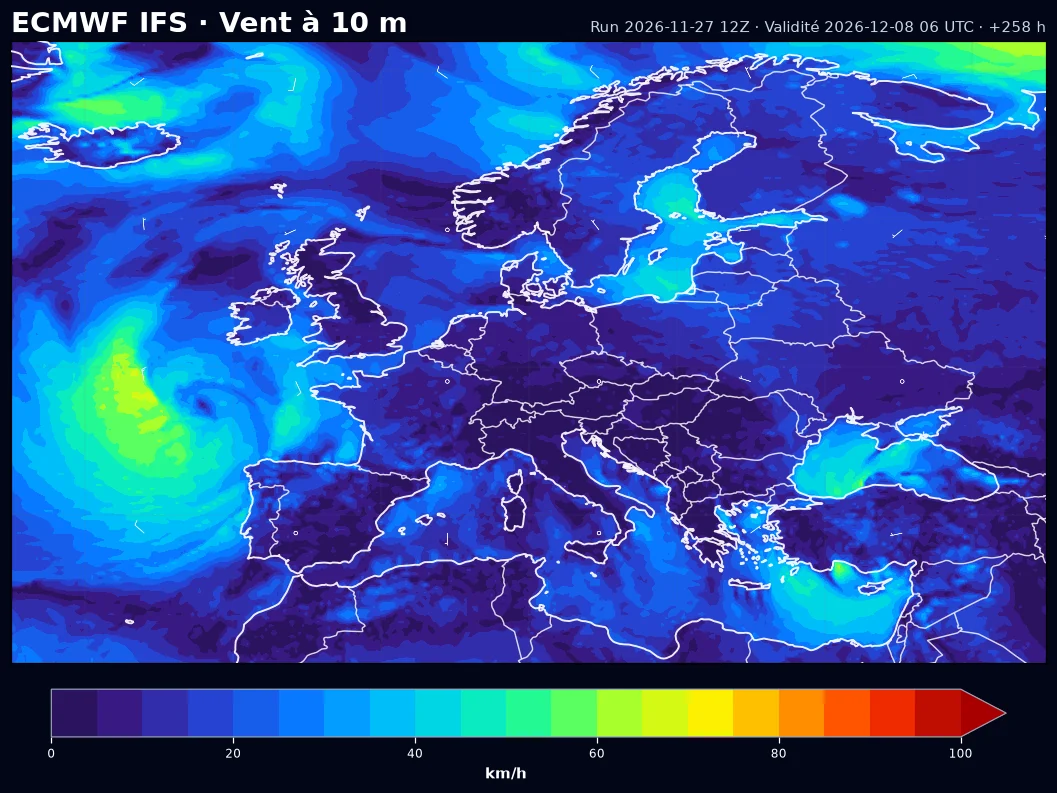 ECMWF IFS · Vent à 10 m
Run 2026-11-27 12Z · Validité 2026-12-08 06 UTC · +258 h
0 20 40 60 80 100
km/h